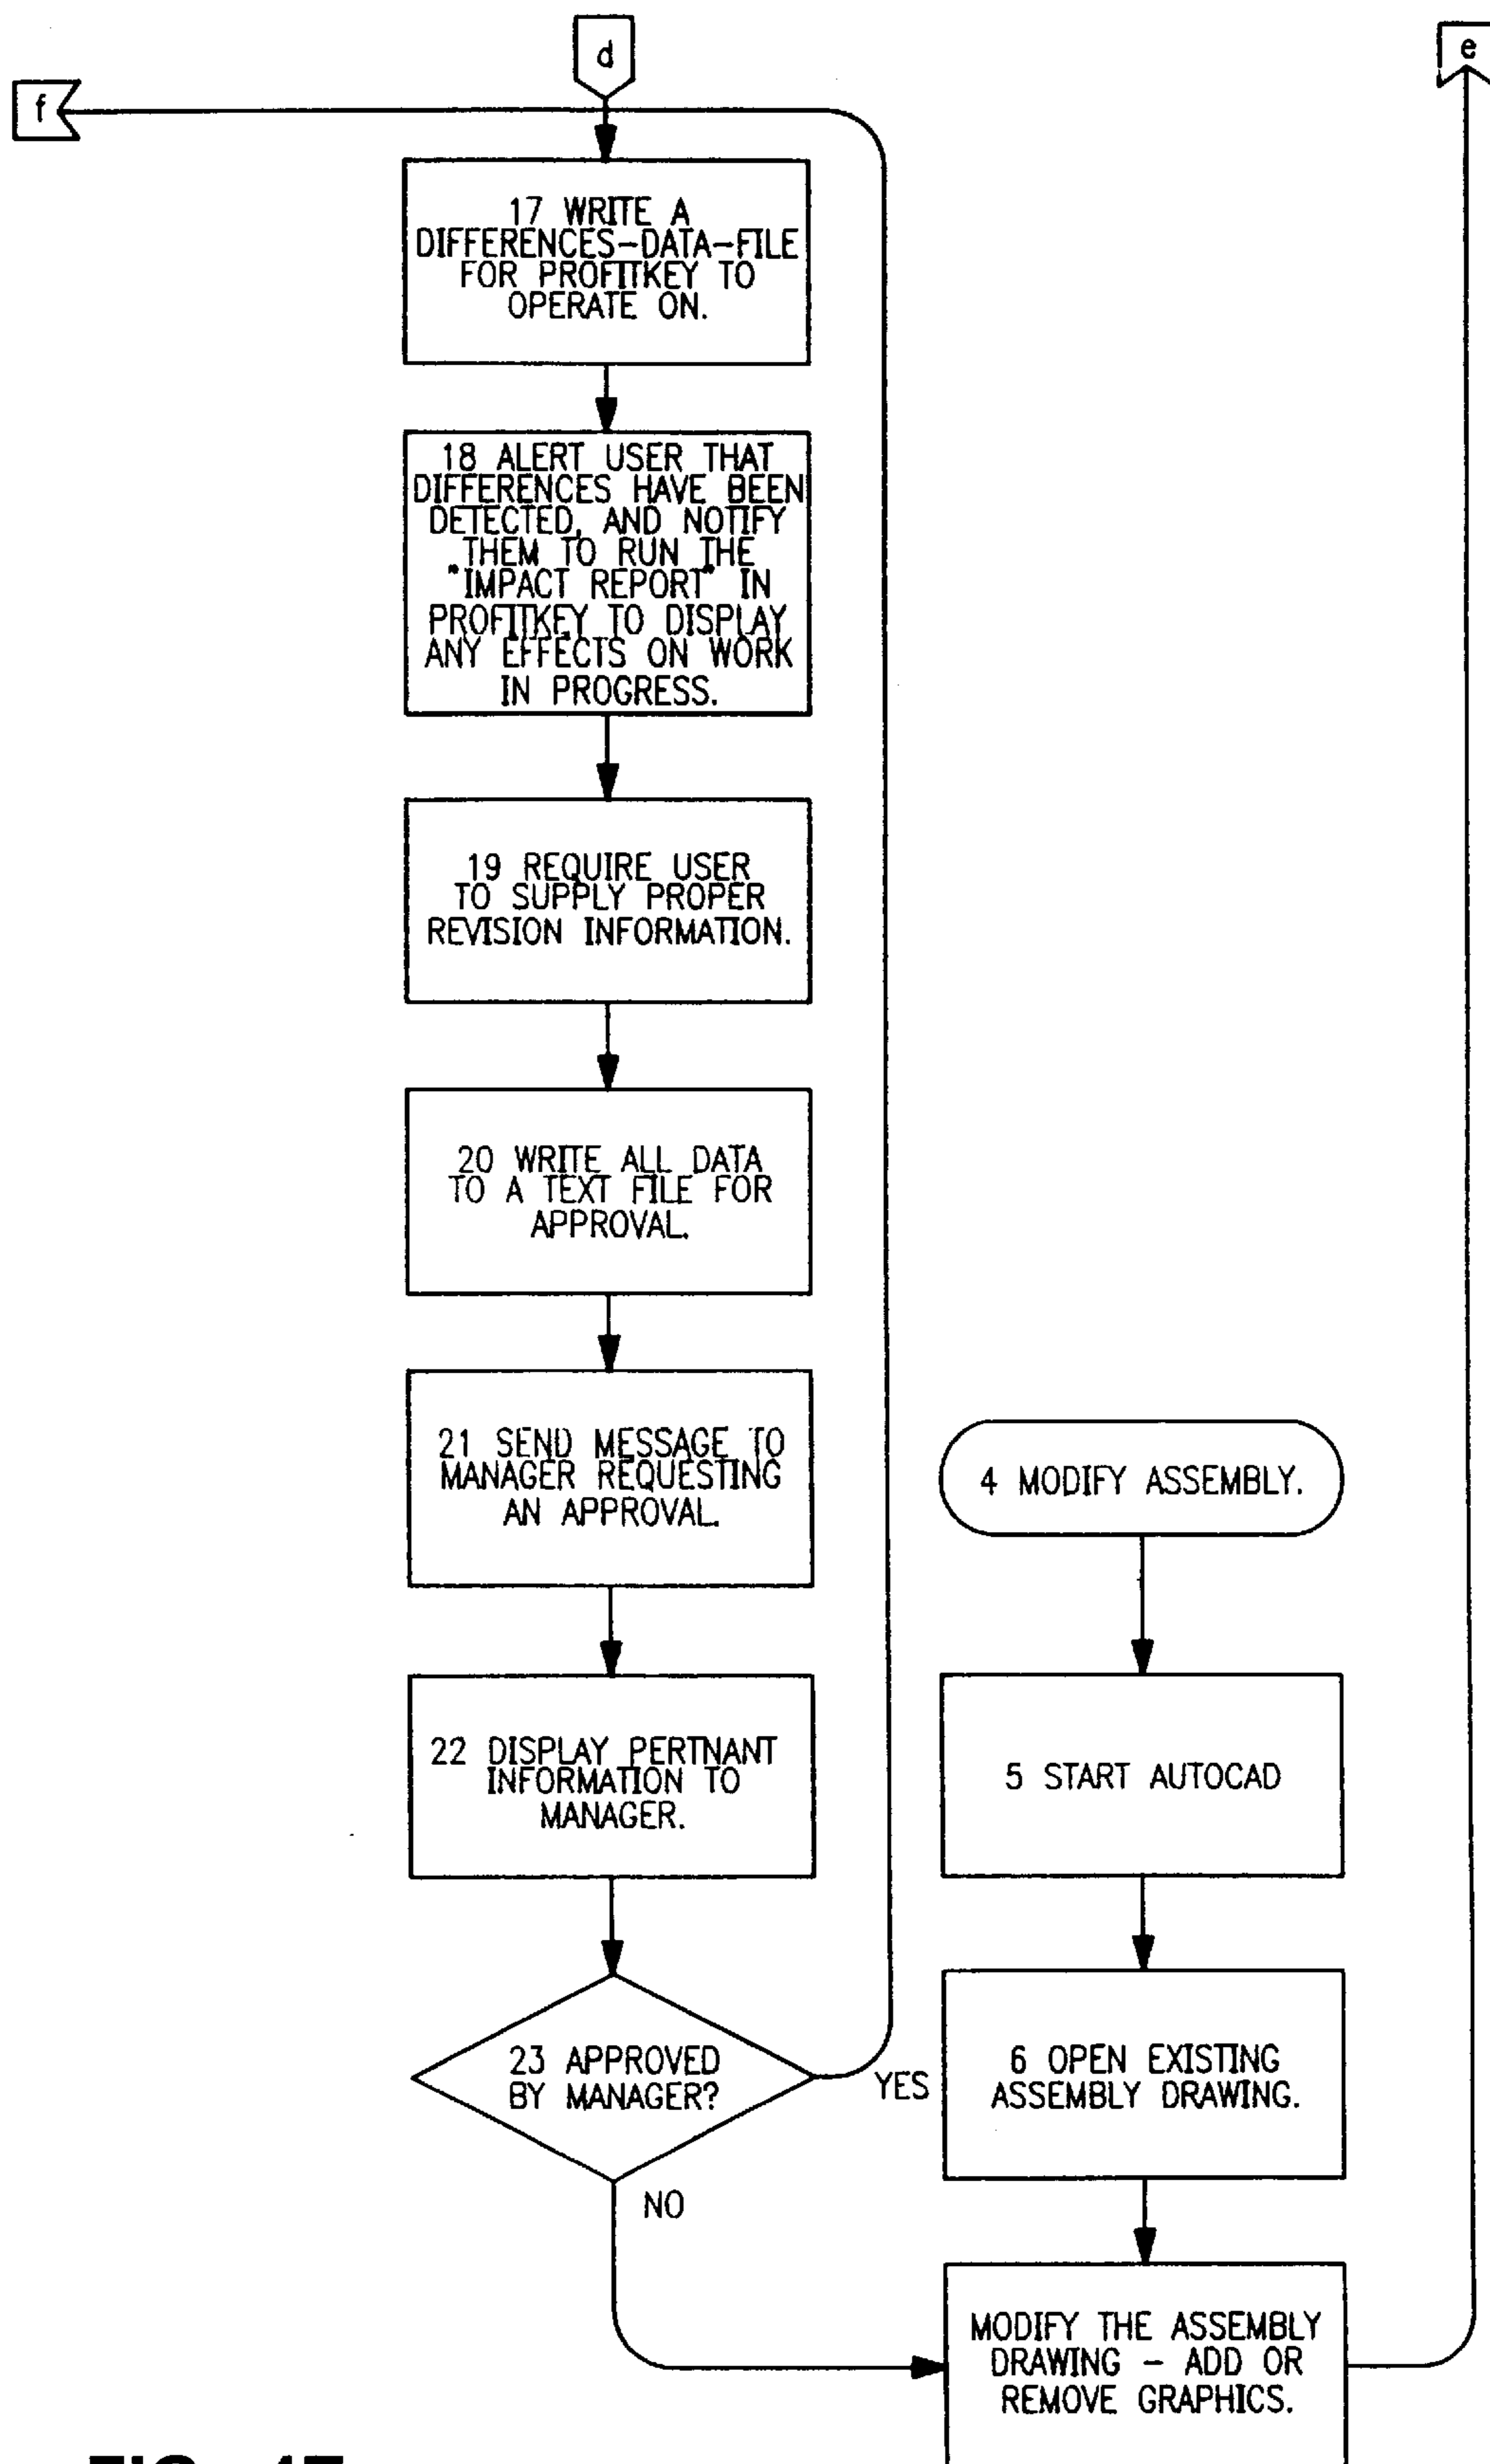 d
e
f
17 WRITE A
DIFFERENCES-DATA-FILE
FOR PROFITKEY TO
OPERATE ON.
18 ALERT USER THAT
DIFFERENCES HAVE BEEN
DETECTED, AND NOTIFY
THEM TO RUN THE
"IMPACT REPORT" IN
PROFITKEY TO DISPLAY
ANY EFFECTS ON WORK
IN PROGRESS.
19 REQUIRE USER
TO SUPPLY PROPER
REVISION INFORMATION.
20 WRITE ALL DATA
TO A TEXT FILE FOR
APPROVAL.
21 SEND MESSAGE TO
MANAGER REQUESTING
AN APPROVAL.
22 DISPLAY PERTNANT
INFORMATION TO
MANAGER.
23 APPROVED
BY MANAGER?
YES
NO
4 MODIFY ASSEMBLY.
5 START AUTOCAD
6 OPEN EXISTING
ASSEMBLY DRAWING.
MODIFY THE ASSEMBLY
DRAWING - ADD OR
REMOVE GRAPHICS.